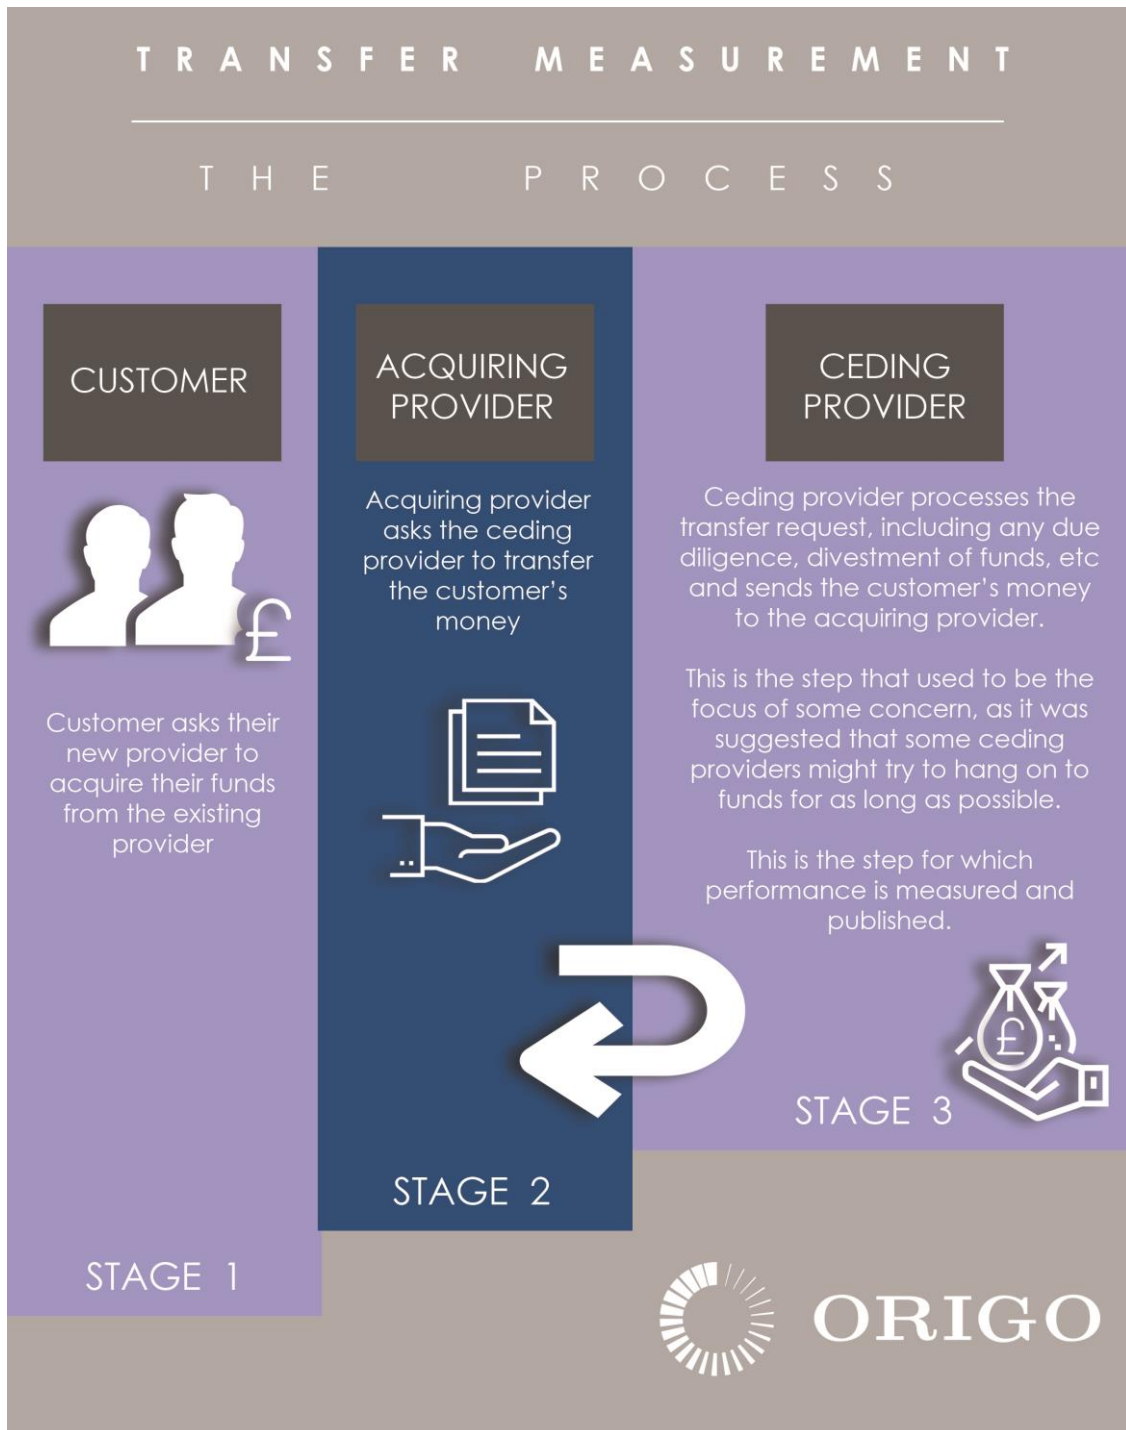 TRANSFER MEASUREMENT
THE PROCESS
CUSTOMER
£
Customer asks their
new provider to
acquire their funds
from the existing
provider
STAGE 1
ACQUIRING
PROVIDER
Acquiring provider
asks the ceding
provider to transfer
the customer's
money
STAGE 2
CEDING
PROVIDER
Ceding provider processes the
transfer request, including any due
diligence, divestment of funds, etc
and sends the customer's money
to the acquiring provider.
This is the step that used to be the
focus of some concern, as it was
suggested that some ceding
providers might try to hang on to
funds for as long as possible.
This is the step for which
performance is measured and
published.
£
STAGE 3
ORIGO